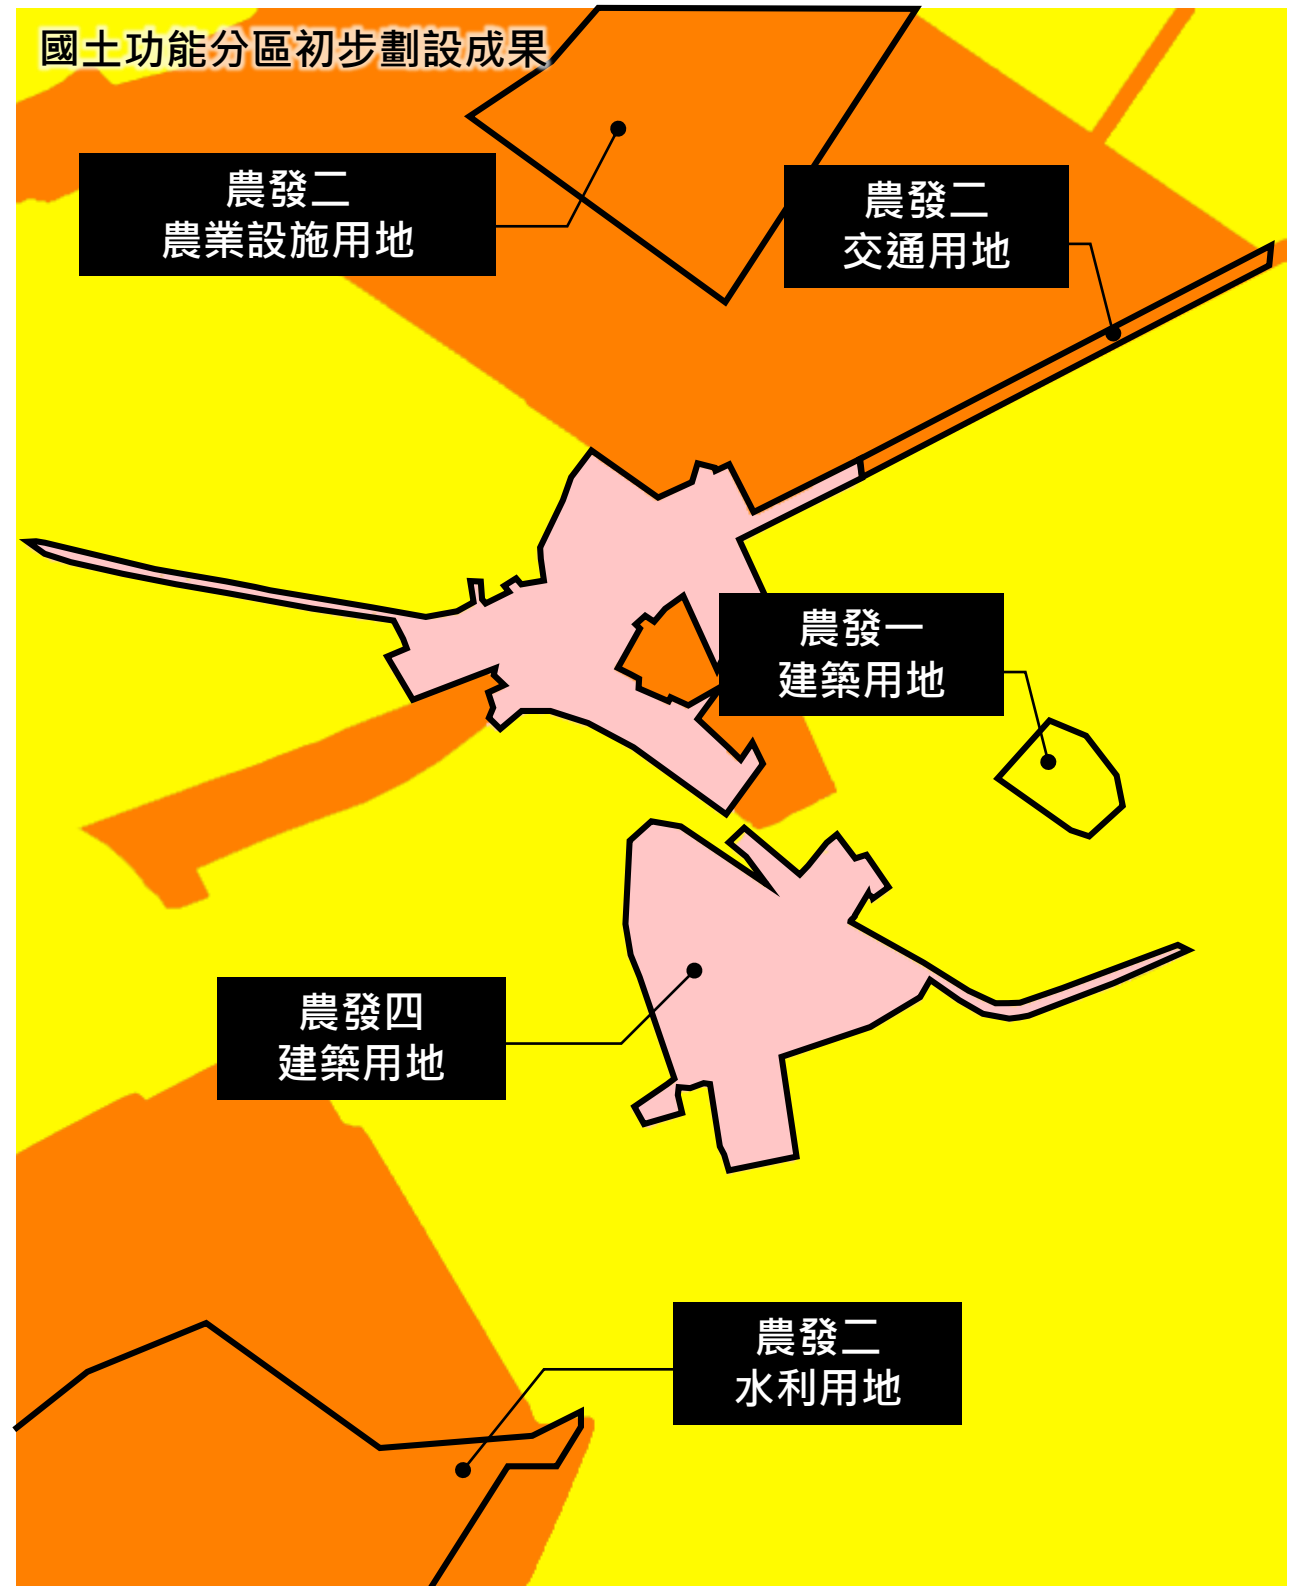 國土功能分區初步劃設成果
農發二
農業設施用地
農發二
交通用地
農發一
建築用地
農發四
建築用地
農發二
水利用地